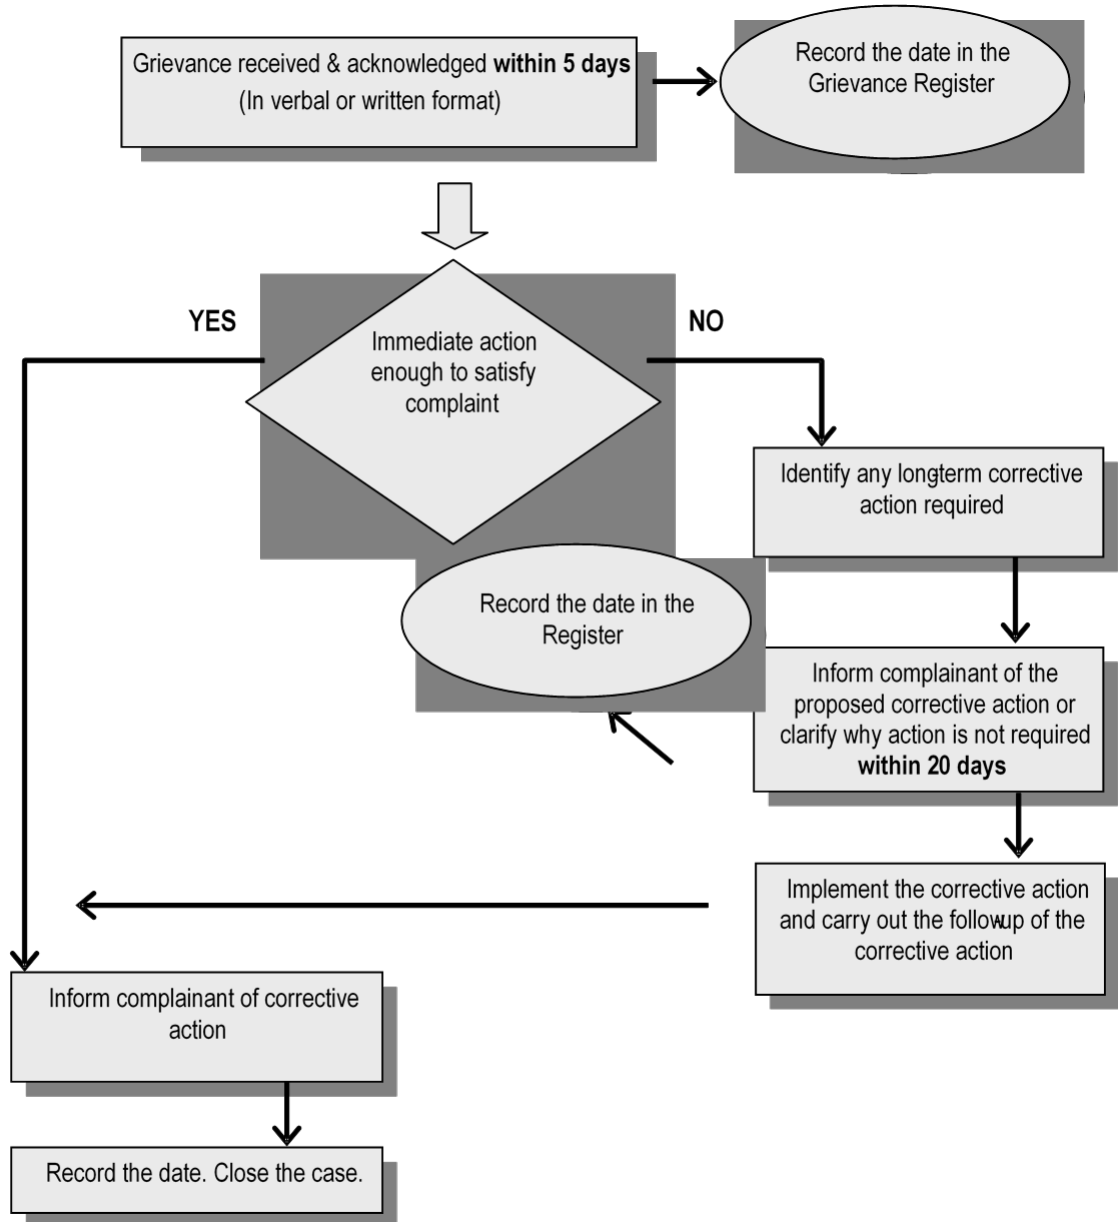 Grievance received & acknowledged within 5 days
(In verbal or written format)
Record the date in the
Grievance Register
YES
NO
Immediate action
enough to satisfy
complaint
Identify any long-term corrective
action required
Record the date in the
Register
Inform complainant of the
proposed corrective action or
clarify why action is not required
within 20 days
Implement the corrective action
and carry out the follow-up of the
corrective action
Inform complainant of corrective
action
Record the date. Close the case.